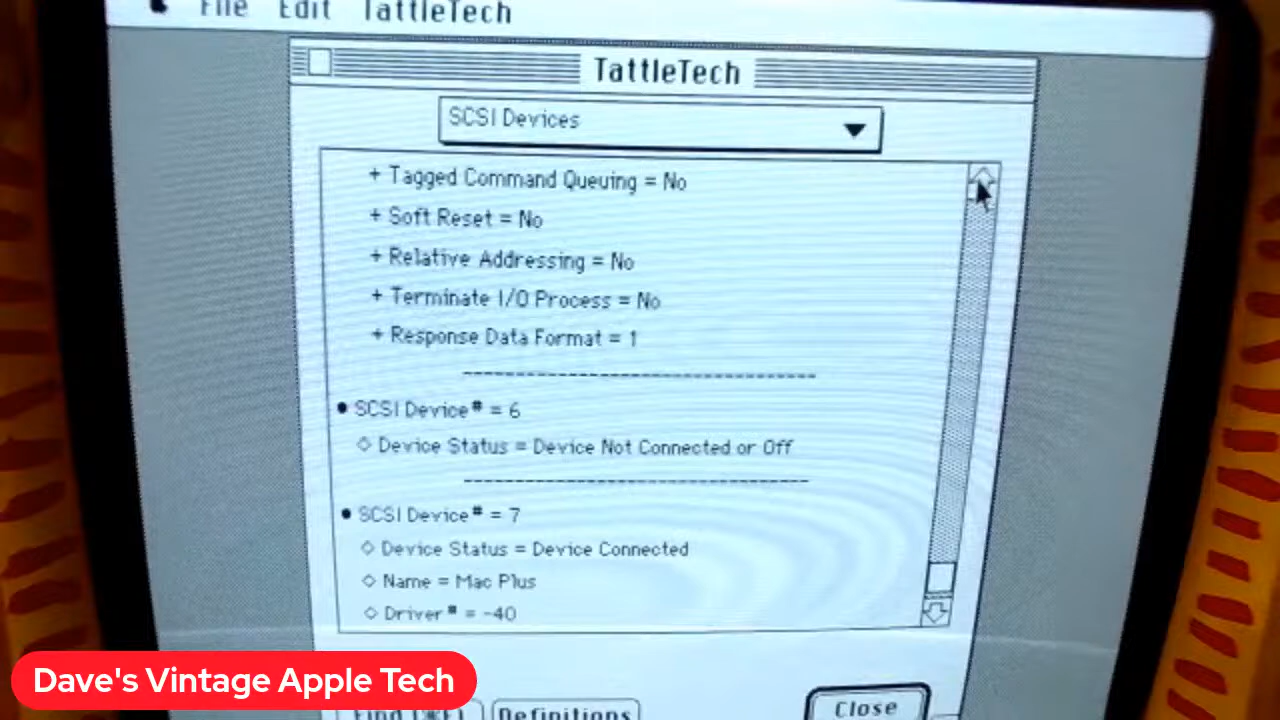 File Edit TattleTech
TattleTech
SCSI Devices
+ Tagged Command Queuing = No
+ Soft Reset = No
+ Relative Addressing = No
+ Terminate I/O Process = No
+ Response Data Format = 1
---------------------------------
● SCSI Device# = 6
◇ Device Status = Device Not Connected or Off
---------------------------------
● SCSI Device# = 7
◇ Device Status = Device Connected
◇ Name = Mac Plus
◇ Driver# = -40
Find (⌘F) Definitions Close
Dave's Vintage Apple Tech